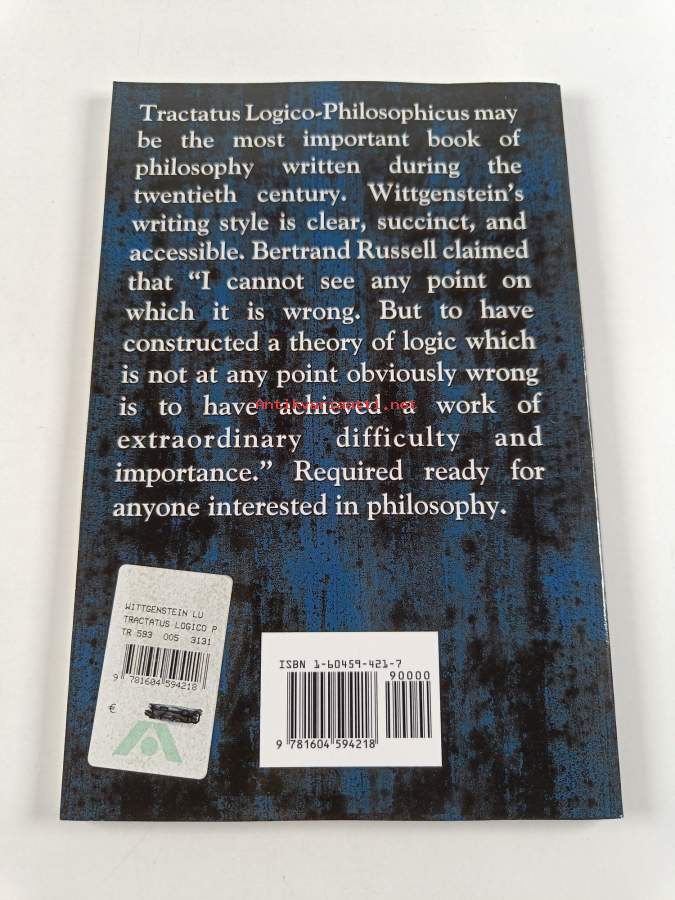 Tractatus Logico-Philosophicus may
be the most important book of
philosophy written during the
twentieth century. Wittgenstein's
writing style is clear, succinct, and
accessible. Bertrand Russell claimed
that “I cannot see any point on
which it is wrong. But to have
constructed a theory of logic which
is not at any point obviously wrong
is to have achieved a work of
Antikvariaatti.net
extraordinary difficulty and
importance.” Required ready for
anyone interested in philosophy.
WITTGENSTEIN LU
TRACTATUS LOGICO P
TR 593 005 3131
9 781604 594218
€
ISBN 1-60459-421-7
90000
9 781604 594218